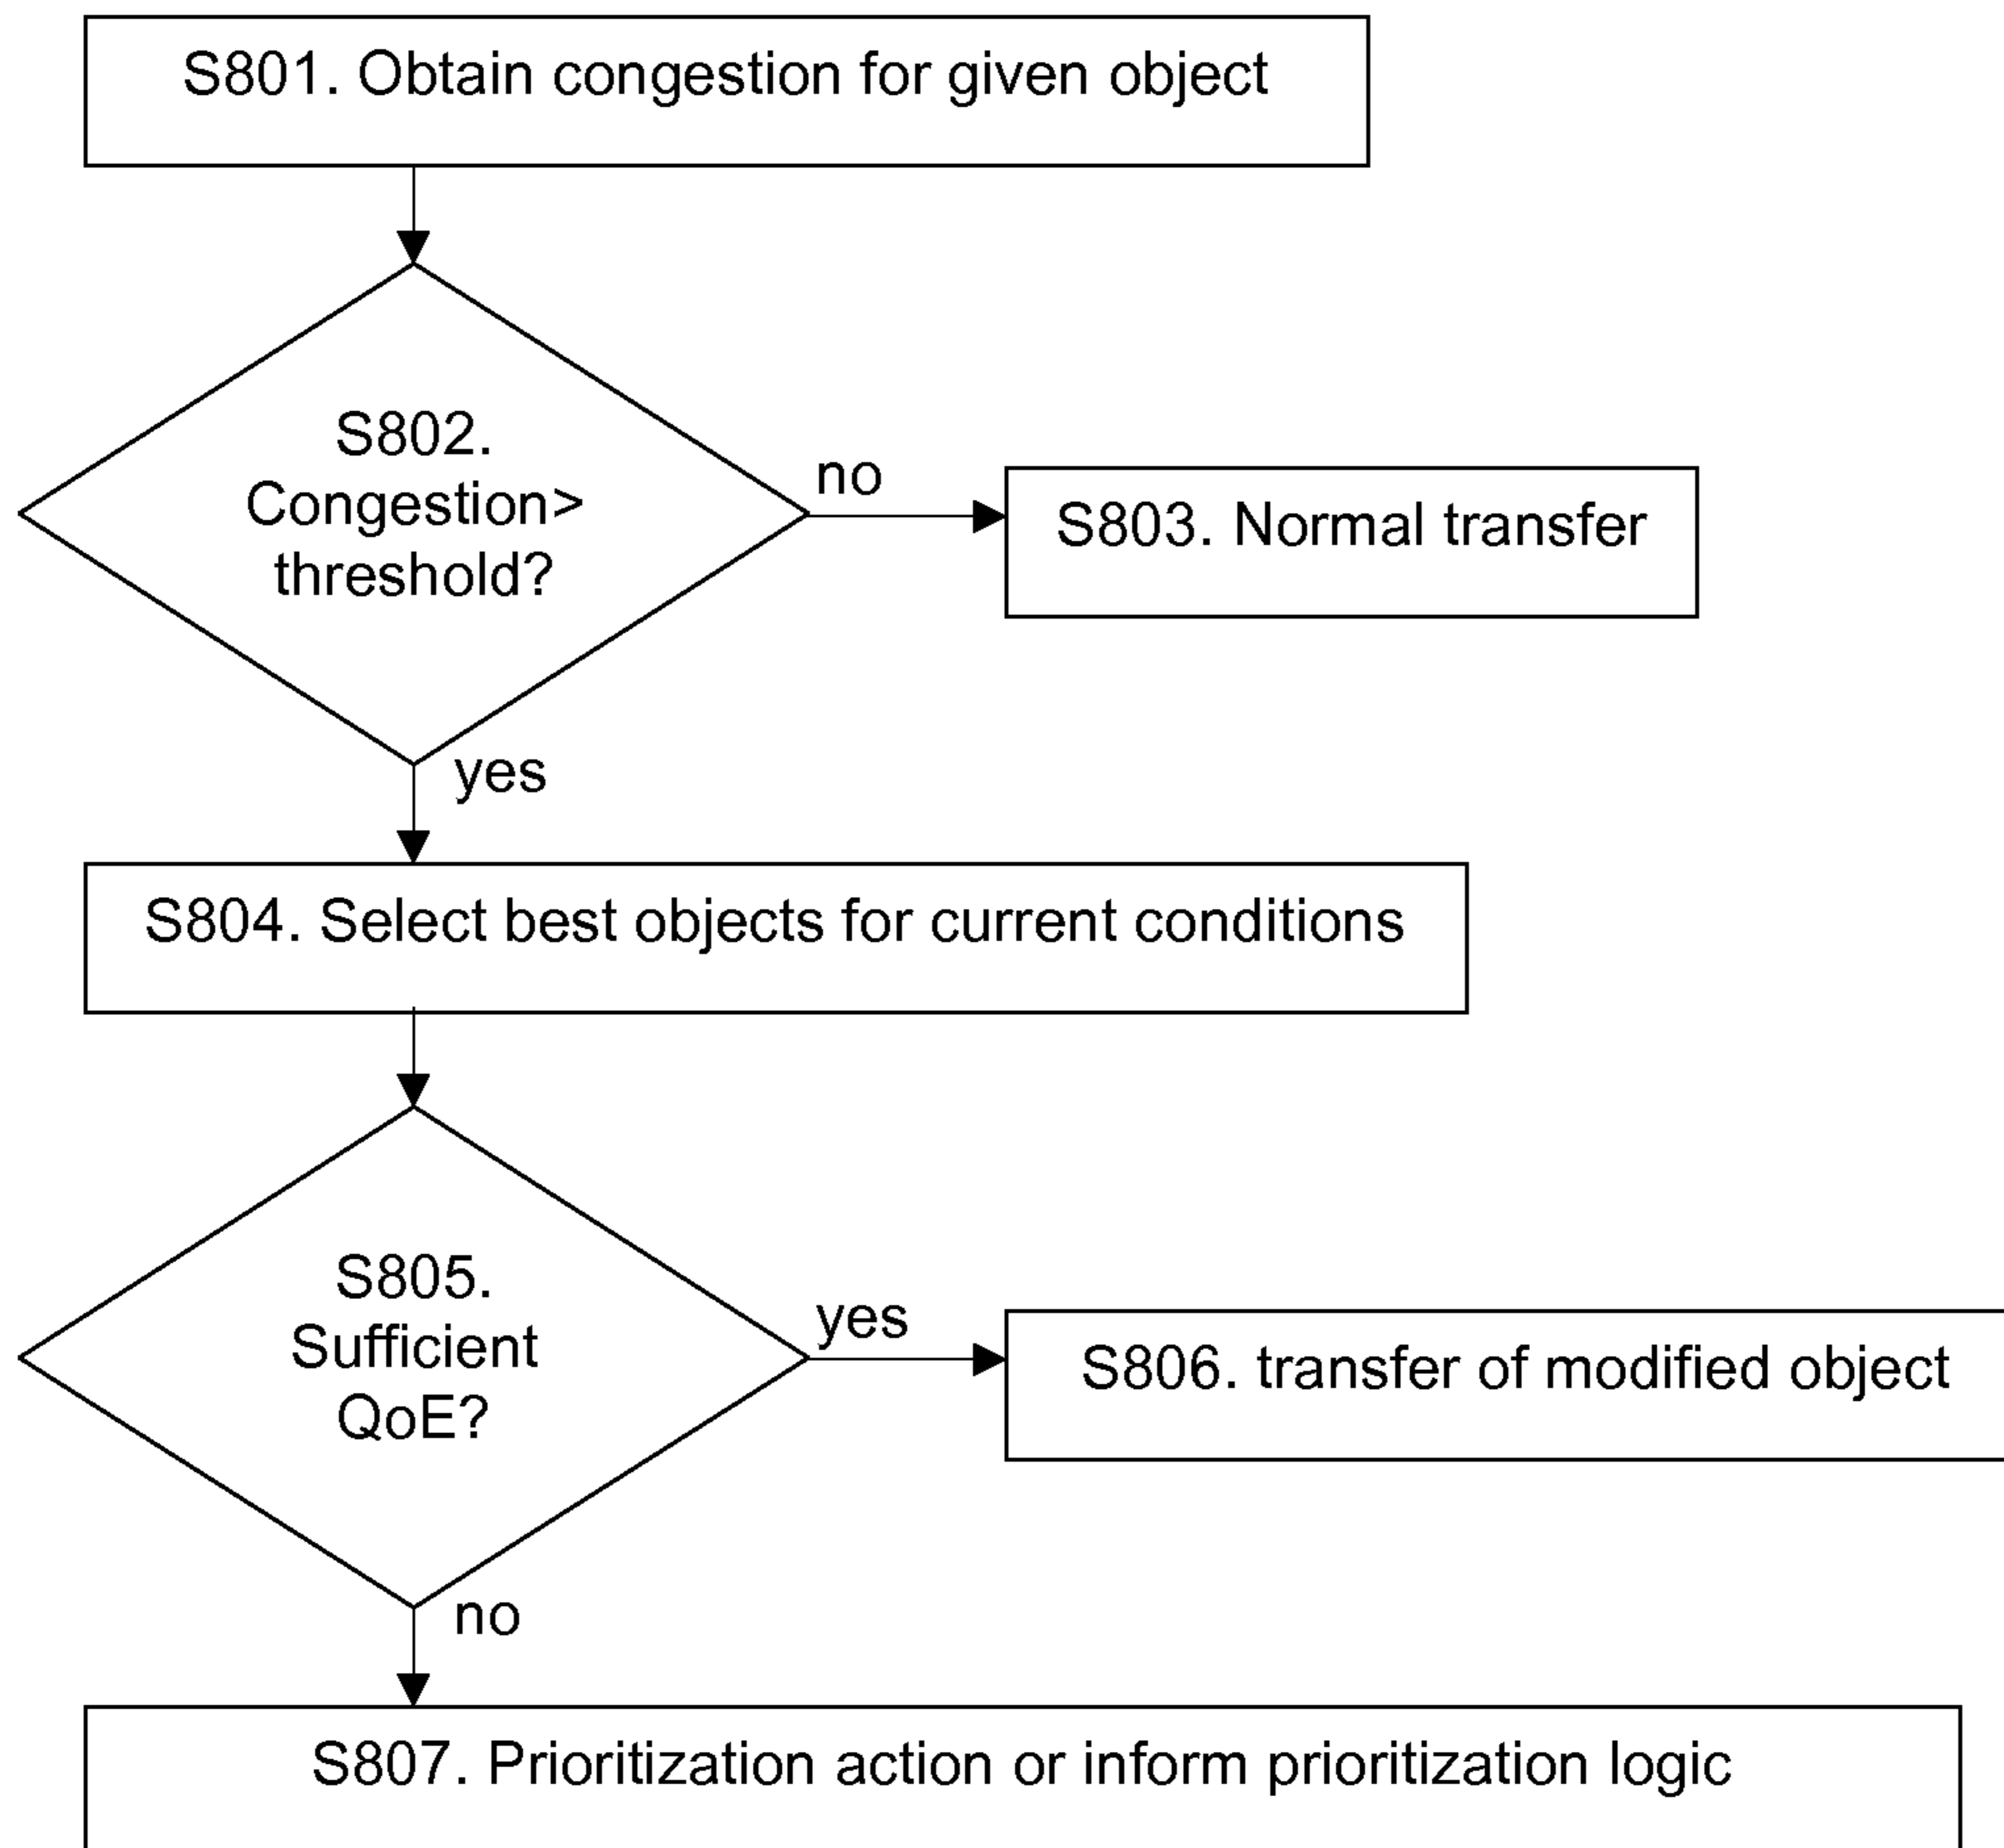 S801. Obtain congestion for given object
S802.
Congestion>
threshold?
no
S803. Normal transfer
yes
S804. Select best objects for current conditions
S805.
Sufficient
QoE?
yes
S806. transfer of modified object
no
S807. Prioritization action or inform prioritization logic